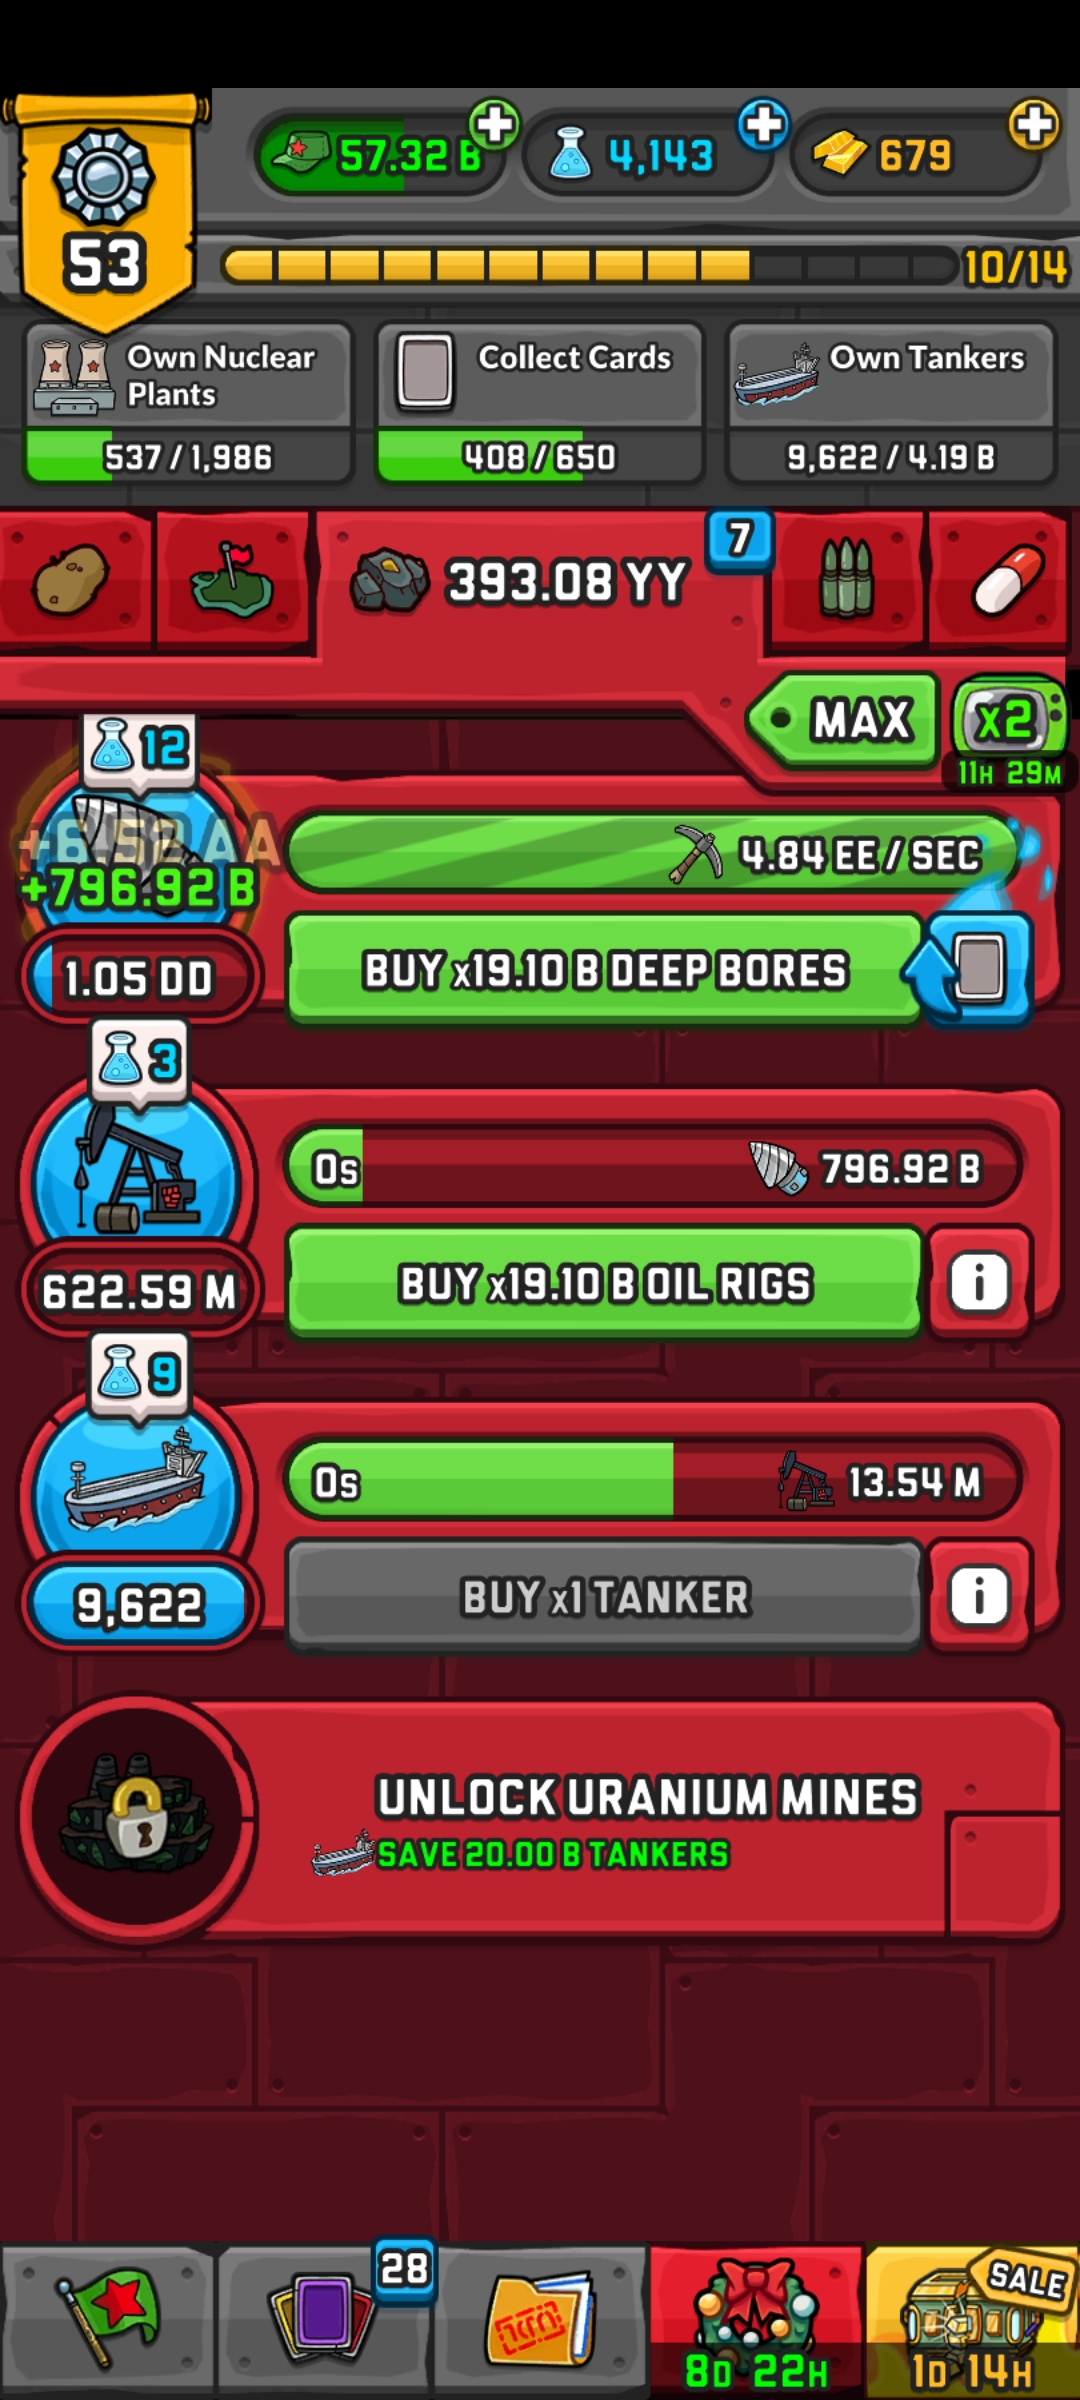 53
57.32 B
4,143
679
10/14
Own Nuclear Plants
537 / 1,986
Collect Cards
408 / 650
Own Tankers
9,622 / 4.19 B
393.08 YY
7
MAX
x2
11H 29M
12
+6.52 AA
+796.92 B
4.84 EE / SEC
1.05 DD
BUY x19.10 B DEEP BORES
3
0s
796.92 B
622.59 M
BUY x19.10 B OIL RIGS
i
9
0s
13.54 M
9,622
BUY x1 TANKER
i
UNLOCK URANIUM MINES
SAVE 20.00 B TANKERS
28
SALE
8D 22H
1D 14H